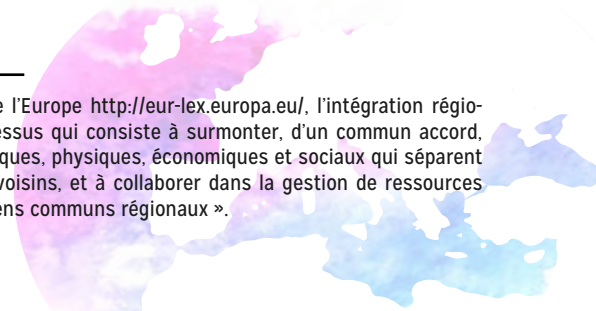 e l'Europe http://eur-lex.europa.eu/, l'intégration régio-
essus qui consiste à surmonter, d'un commun accord,
ques, physiques, économiques et sociaux qui séparent
voisins, et à collaborer dans la gestion de ressources
ens communs régionaux ».